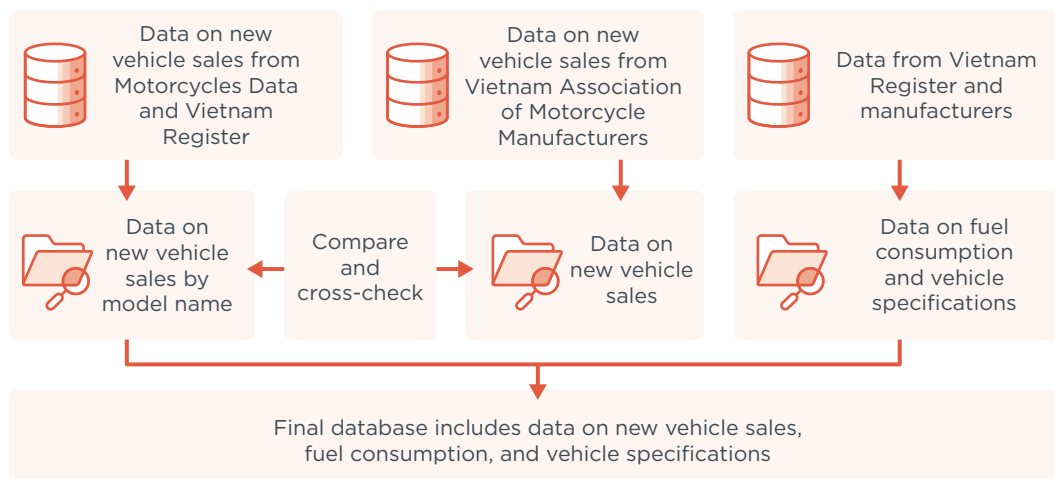 Data on new
vehicle sales from
Motorcycles Data
and Vietnam
Register
Data on new
vehicle sales from
Vietnam Association
of Motorcycle
Manufacturers
Data from Vietnam
Register and
manufacturers
Data on
new vehicle
sales by
model name
Compare
and
cross-check
Data on
new vehicle
sales
Data on fuel
consumption
and vehicle
specifications
Final database includes data on new vehicle sales,
fuel consumption, and vehicle specifications